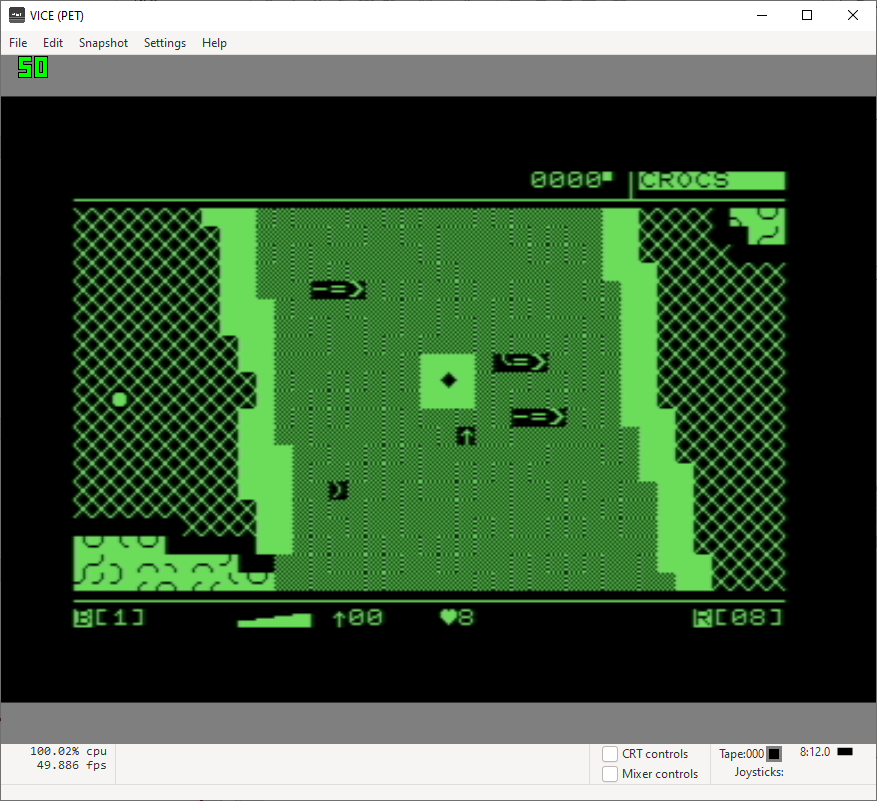 VICE (PET)
File Edit Snapshot Settings Help
50
0000 CROCS
B[1] ↑00 ♥8 R[08]
100.02% cpu
49.886 fps
CRT controls
Mixer controls
Tape:000 8:12.0
Joysticks: